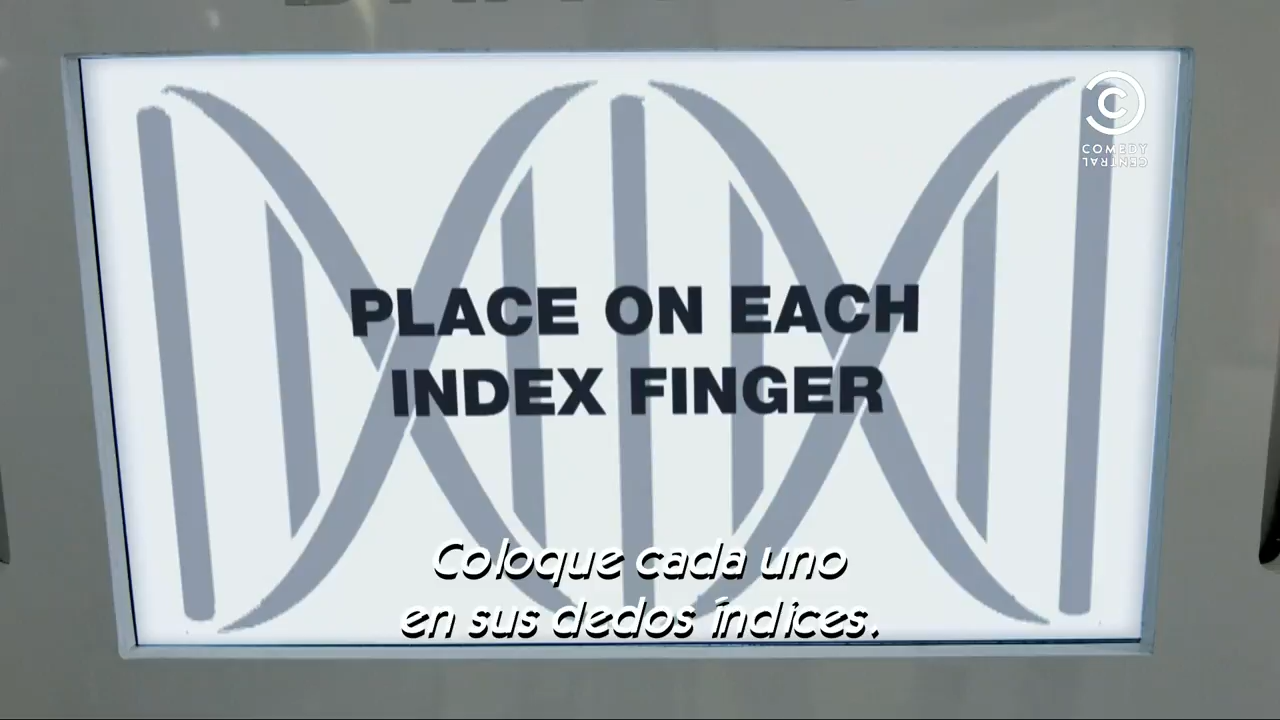 COMEDY
CENTRAL
PLACE ON EACH
INDEX FINGER
Coloque cada uno
en sus dedos índices.